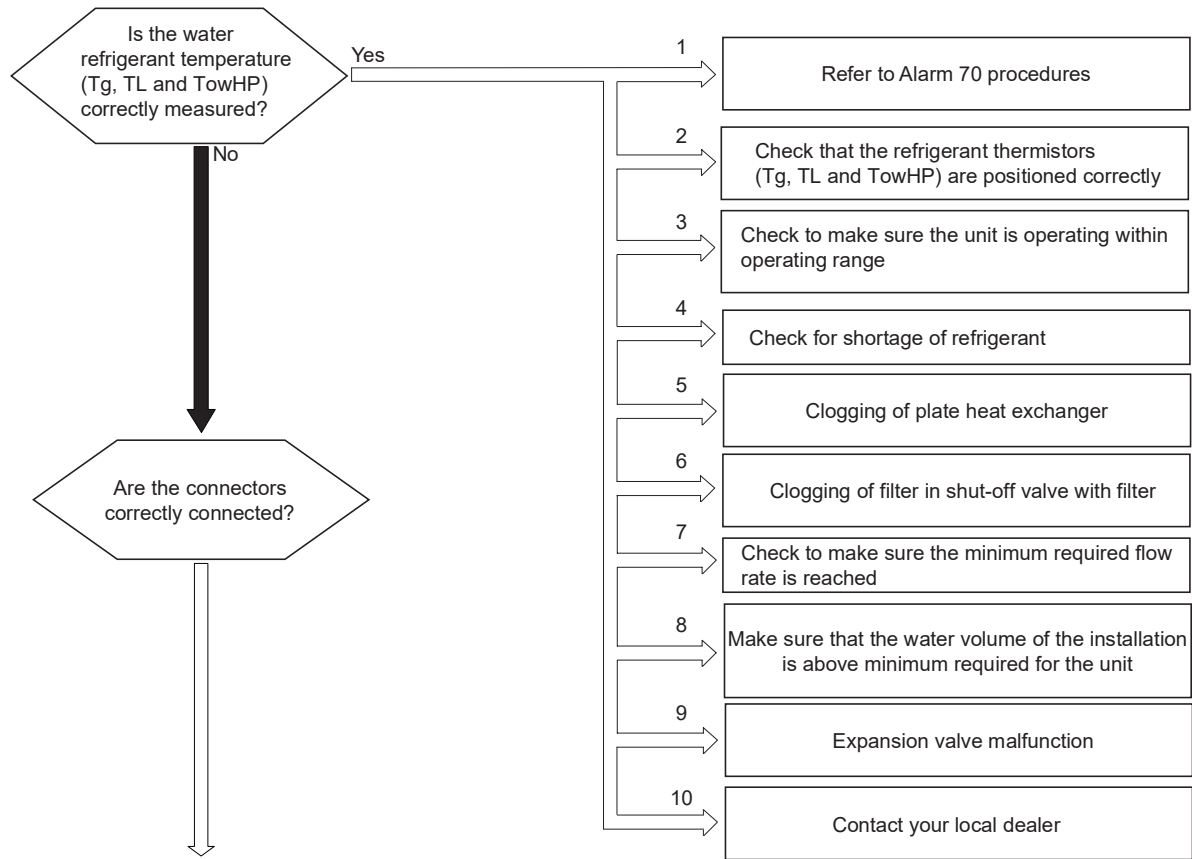 Is the water
refrigerant temperature
(Tg, TL and TowHP)
correctly measured?
Yes
No
Are the connectors
correctly connected?
1
Refer to Alarm 70 procedures
2
Check that the refrigerant thermistors
(Tg, TL and TowHP) are positioned correctly
3
Check to make sure the unit is operating within
operating range
4
Check for shortage of refrigerant
5
Clogging of plate heat exchanger
6
Clogging of filter in shut-off valve with filter
7
Check to make sure the minimum required flow
rate is reached
8
Make sure that the water volume of the installation
is above minimum required for the unit
9
Expansion valve malfunction
10
Contact your local dealer